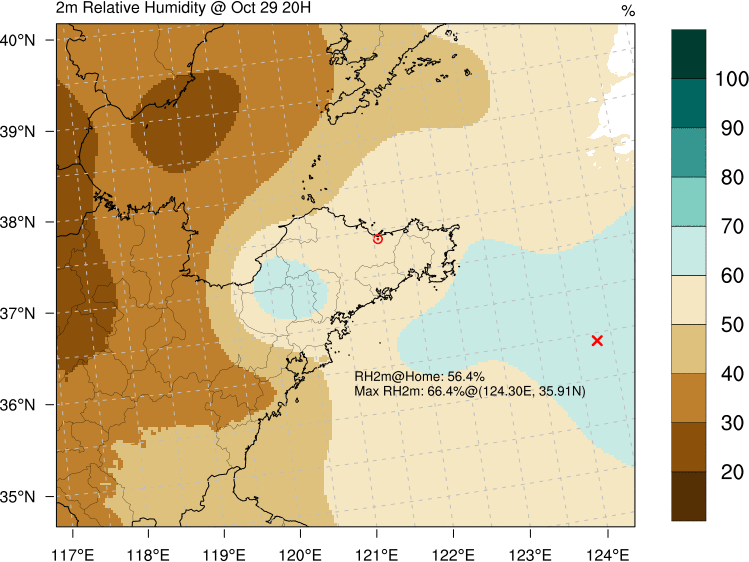 2m Relative Humidity @ Oct 29 20H
%
40°N
39°N
38°N
37°N
36°N
35°N
117°E
118°E
119°E
120°E
121°E
122°E
123°E
124°E
RH2m@Home: 56.4%
Max RH2m: 66.4%@(124.30E, 35.91N)
100
90
80
70
60
50
40
30
20